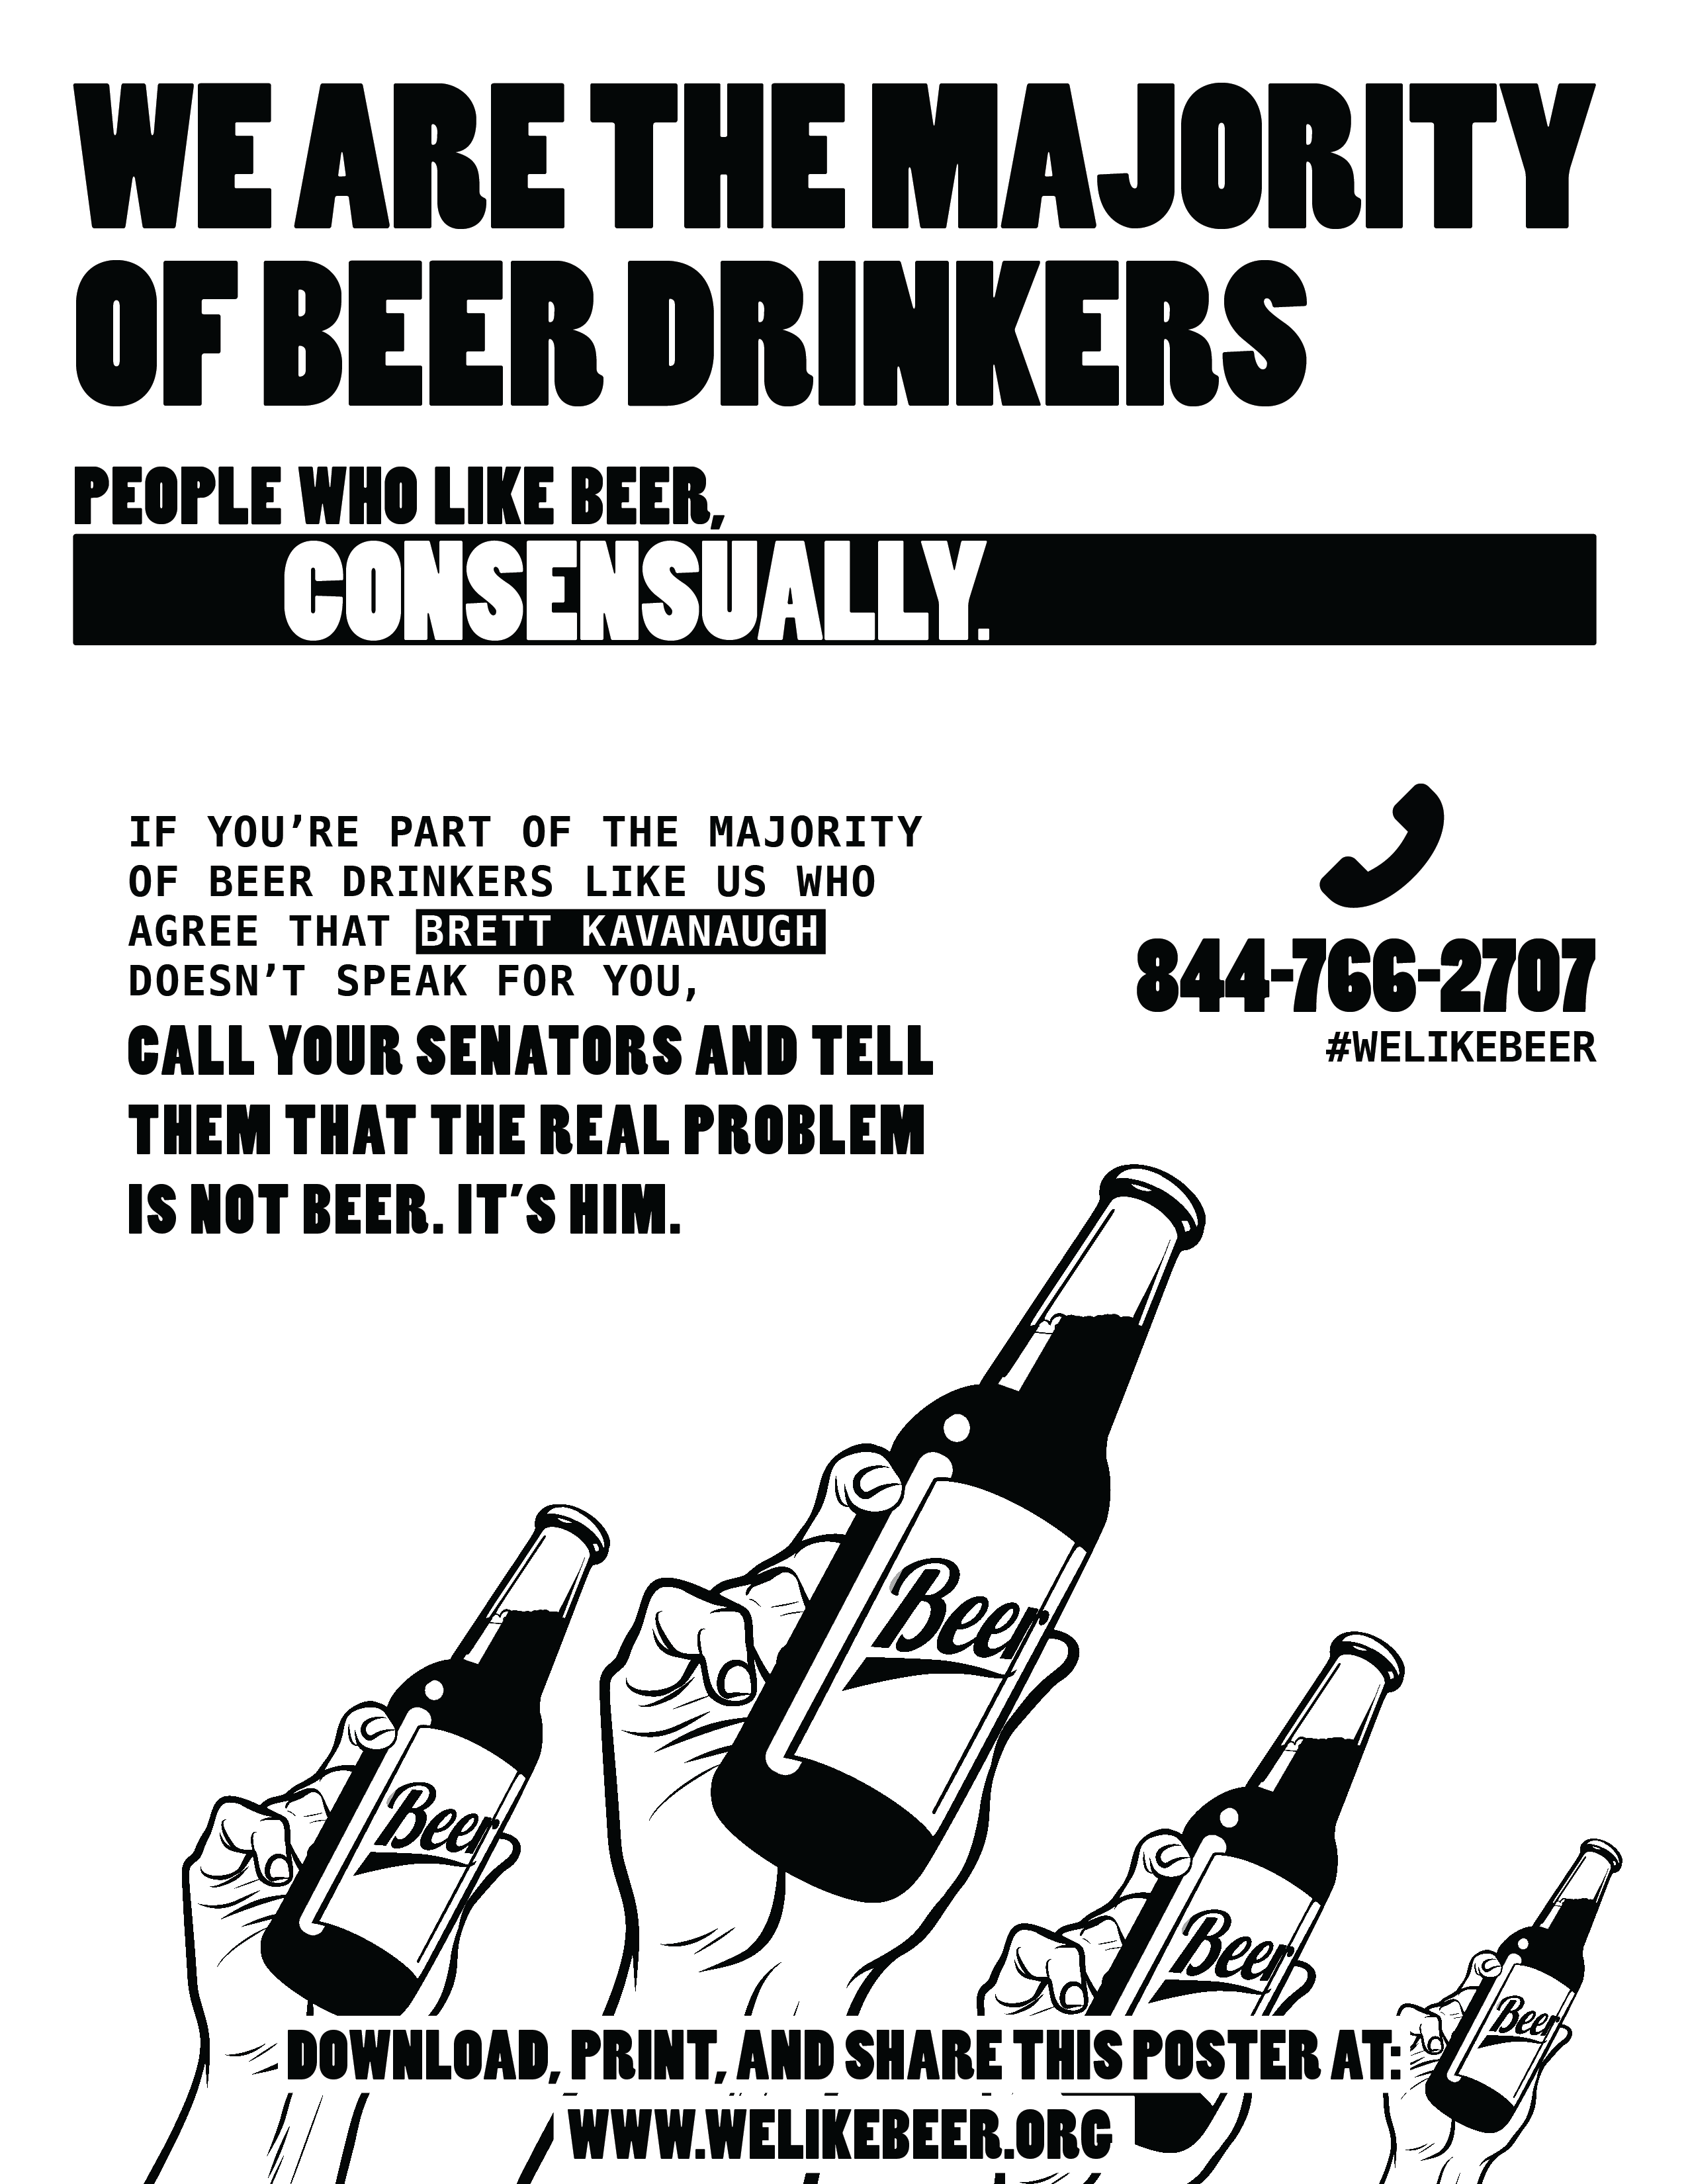 WE ARE THE MAJORITY
OF BEER DRINKERS
PEOPLE WHO LIKE BEER,
CONSENSUALLY.
IF YOU’RE PART OF THE MAJORITY
OF BEER DRINKERS LIKE US WHO
AGREE THAT BRETT KAVANAUGH
DOESN’T SPEAK FOR YOU,
CALL YOUR SENATORS AND TELL
THEM THAT THE REAL PROBLEM
IS NOT BEER. IT’S HIM.
844-766-2707
#WELIKEBEER
Beer
Beer
Beer
Beer
DOWNLOAD, PRINT, AND SHARE THIS POSTER AT:
WWW.WELIKEBEER.ORG